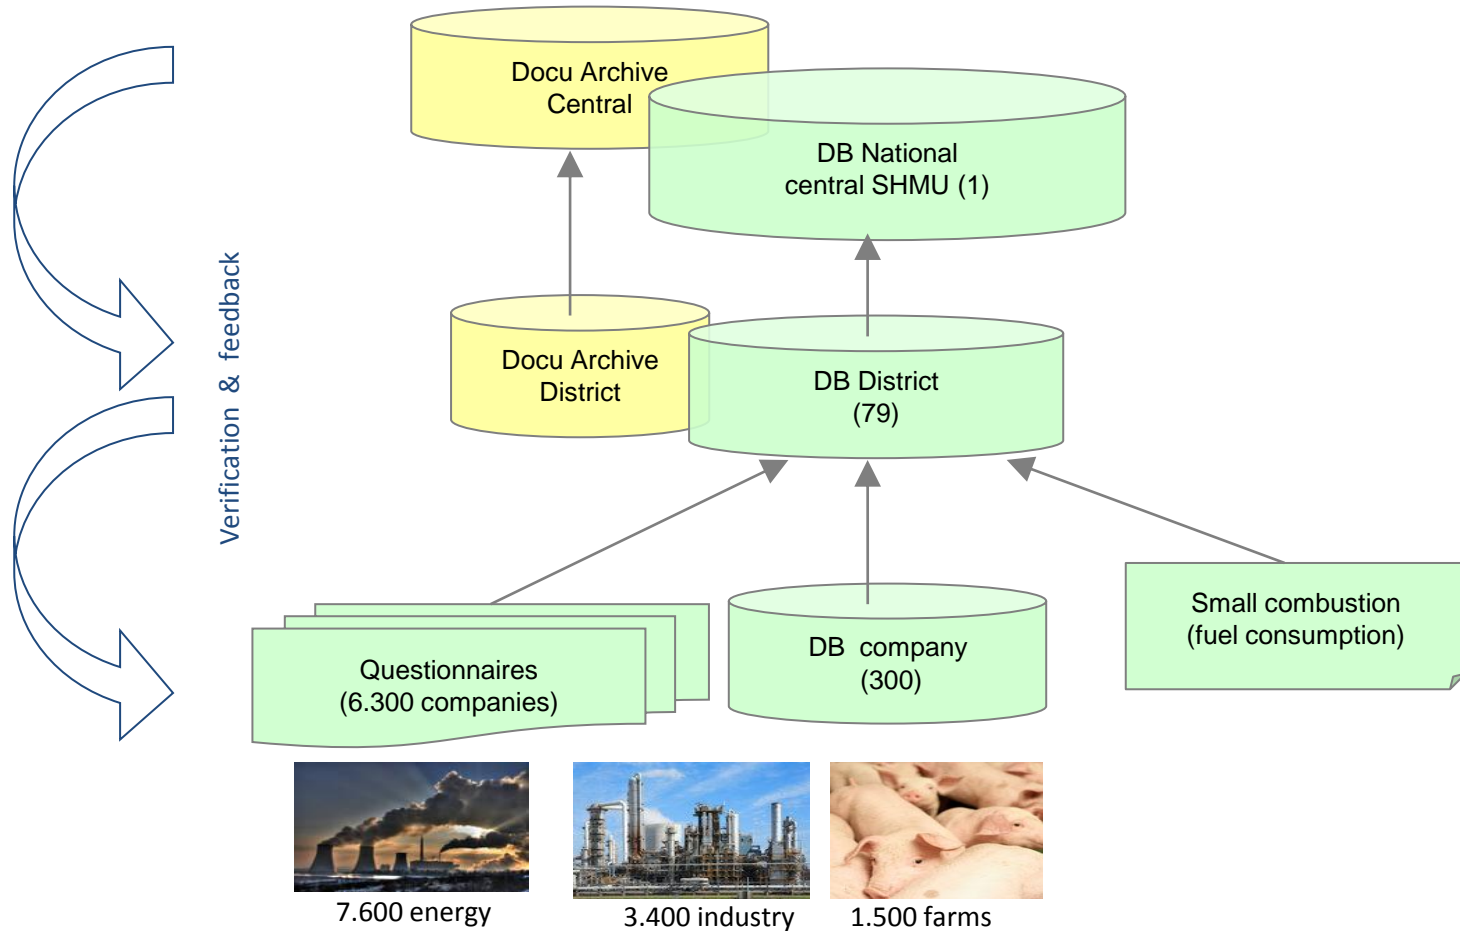 Docu Archive
Central
DB National
central SHMU (1)
Verification & feedback
Docu Archive
District
DB District
(79)
Questionnaires
(6.300 companies)
DB company
(300)
Small combustion
(fuel consumption)
7.600 energy
3.400 industry
1.500 farms